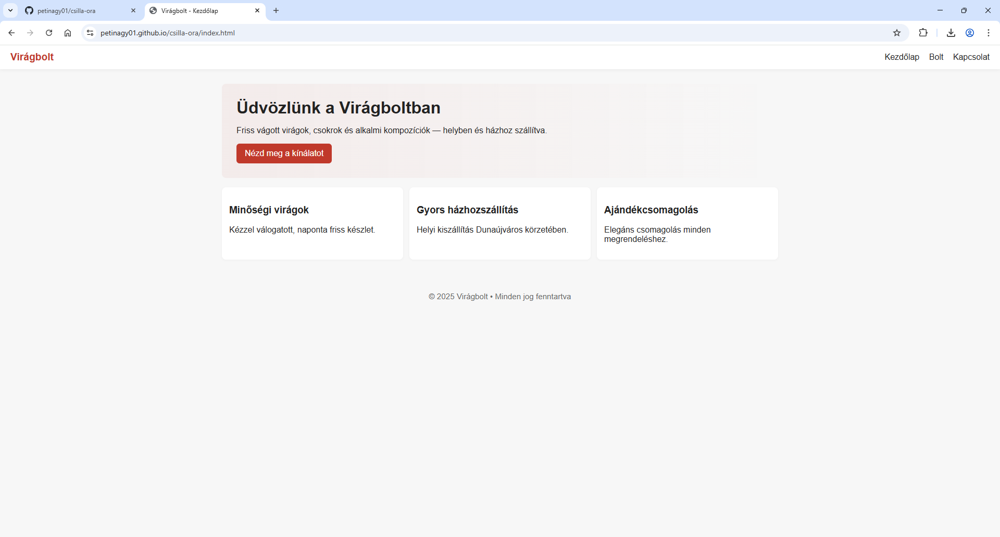 petinagy01/csilla-ora
Virágbolt - Kezdőlap
petinagy01.github.io/csilla-ora/index.html
Virágbolt
Kezdőlap Bolt Kapcsolat
Üdvözlünk a Virágboltban
Friss vágott virágok, csokrok és alkalmi kompozíciók — helyben és házhoz szállítva.
Nézd meg a kínálatot
Minőségi virágok
Kézzel válogatott, naponta friss készlet.
Gyors házhozszállítás
Helyi kiszállítás Dunaújváros körzetében.
Ajándékcsomagolás
Elegáns csomagolás minden
megrendeléshez.
© 2025 Virágbolt • Minden jog fenntartva